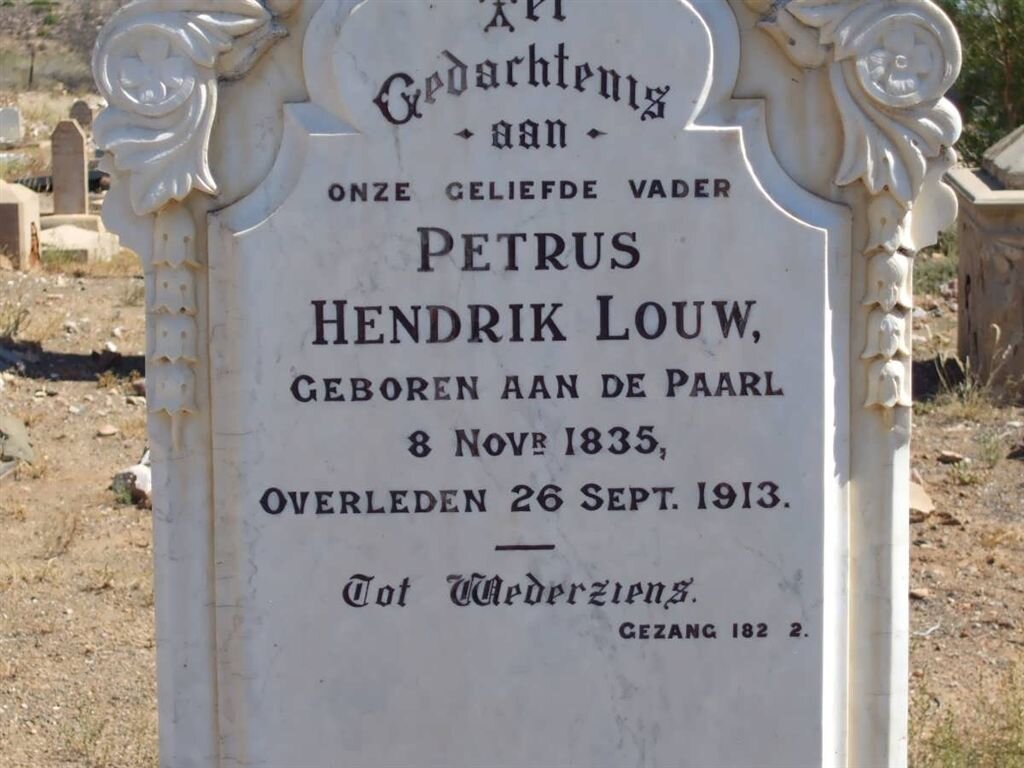 Ter
Gedachtenis
aan
ONZE GELIEFDE VADER
PETRUS
HENDRIK LOUW,
GEBOREN AAN DE PAARL
8 NOVR 1835,
OVERLEDEN 26 SEPT. 1913.
Tot Wederziens.
GEZANG 182 2.